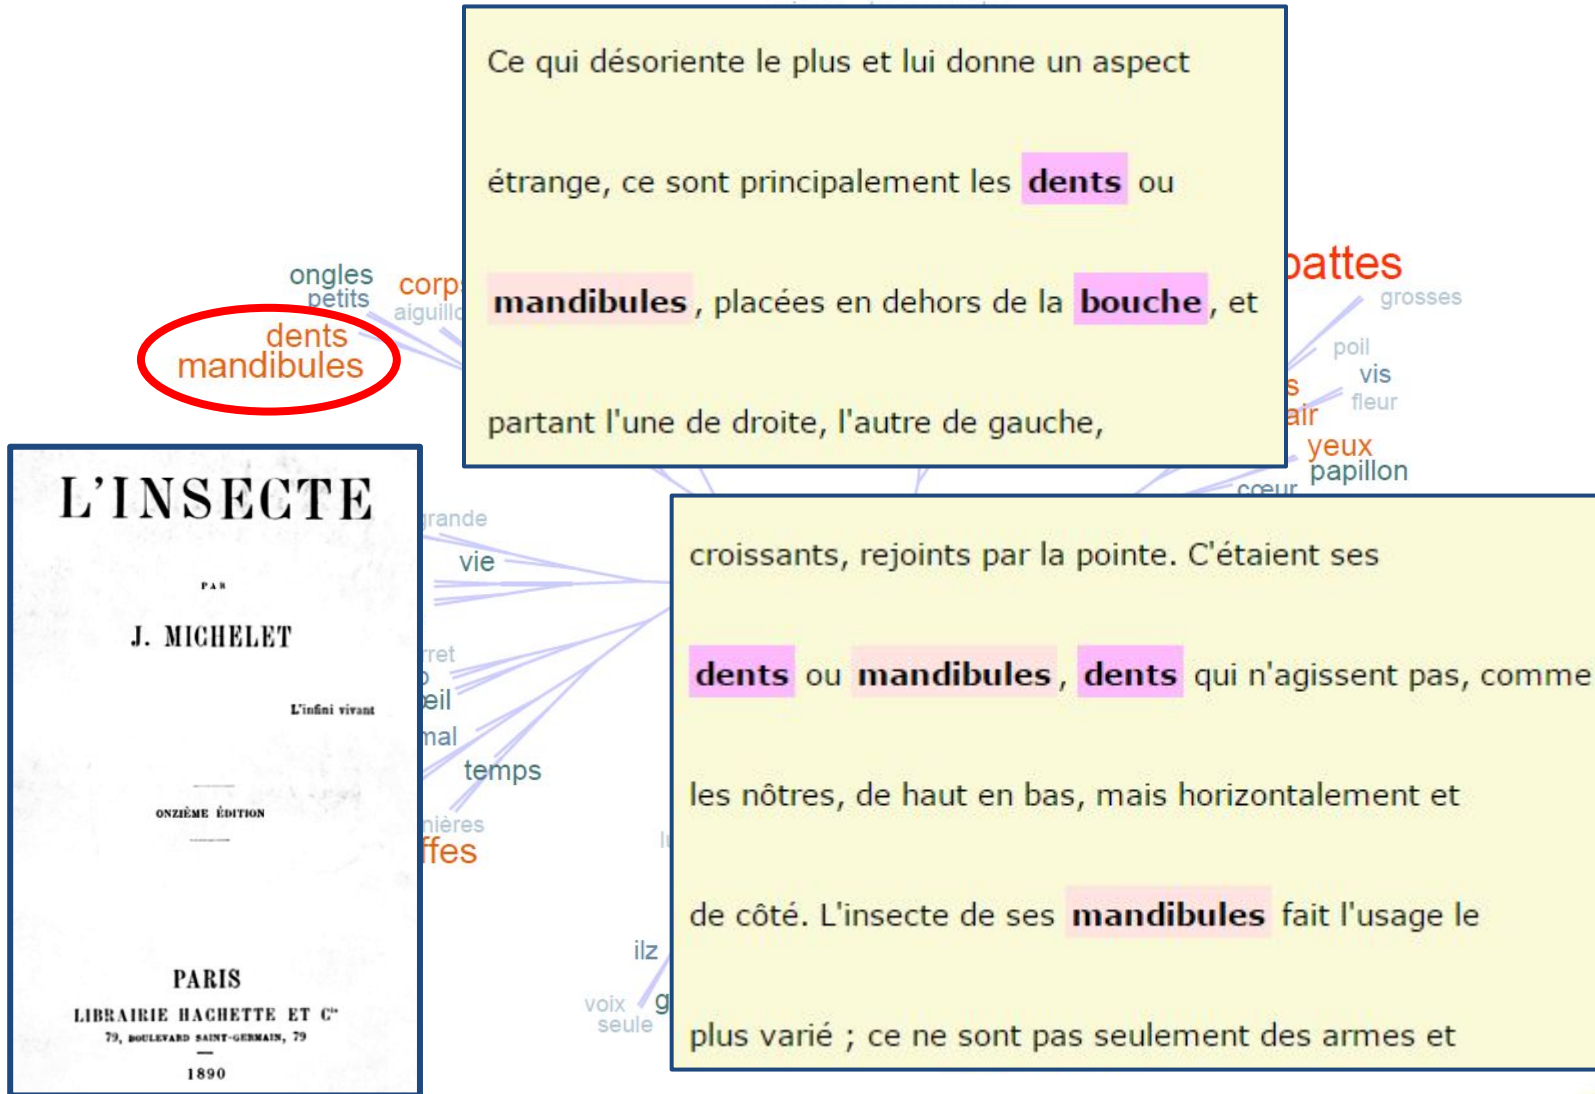 Ce qui désoriente le plus et lui donne un aspect
étrange, ce sont principalement les dents ou
mandibules, placées en dehors de la bouche, et
partant l'une de droite, l'autre de gauche,
ongles
petits
corps
dents
mandibules
pattes
grosses
poil
vis
fleur
yeux
papillon
cœur
L'INSECTE
PAR
J. MICHELET
L'infini vivant
ONZIÈME ÉDITION
PARIS
LIBRAIRIE HACHETTE ET Cie
79, BOULEVARD SAINT-GERMAIN, 79
1890
grande
vie
temps
ilz
voix
seule
croissants, rejoints par la pointe. C'étaient ses
dents ou mandibules, dents qui n'agissent pas, comme
les nôtres, de haut en bas, mais horizontalement et
de côté. L'insecte de ses mandibules fait l'usage le
plus varié ; ce ne sont pas seulement des armes et